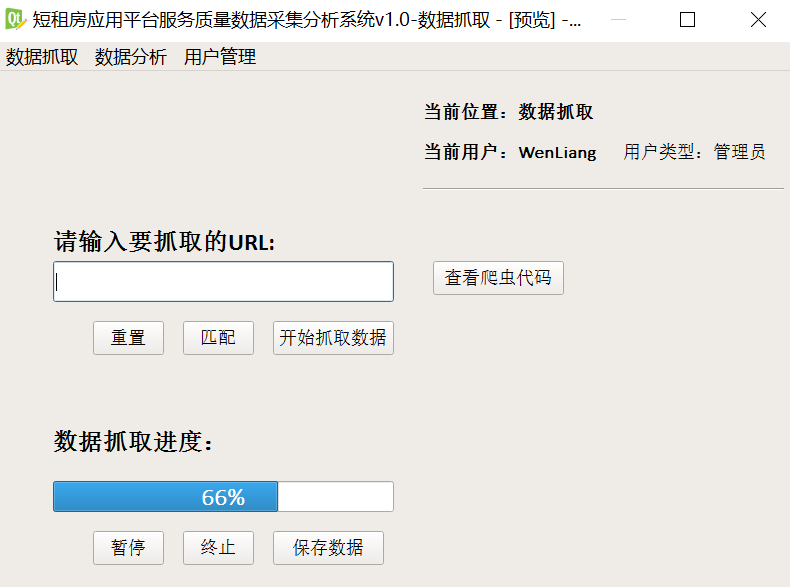 短租房应用平台服务质量数据采集分析系统v1.0-数据抓取 - [预览] -...
数据抓取 数据分析 用户管理
当前位置：数据抓取
当前用户：WenLiang 用户类型：管理员
请输入要抓取的URL:
查看爬虫代码
重置 匹配 开始抓取数据
数据抓取进度：
66%
暂停 终止 保存数据